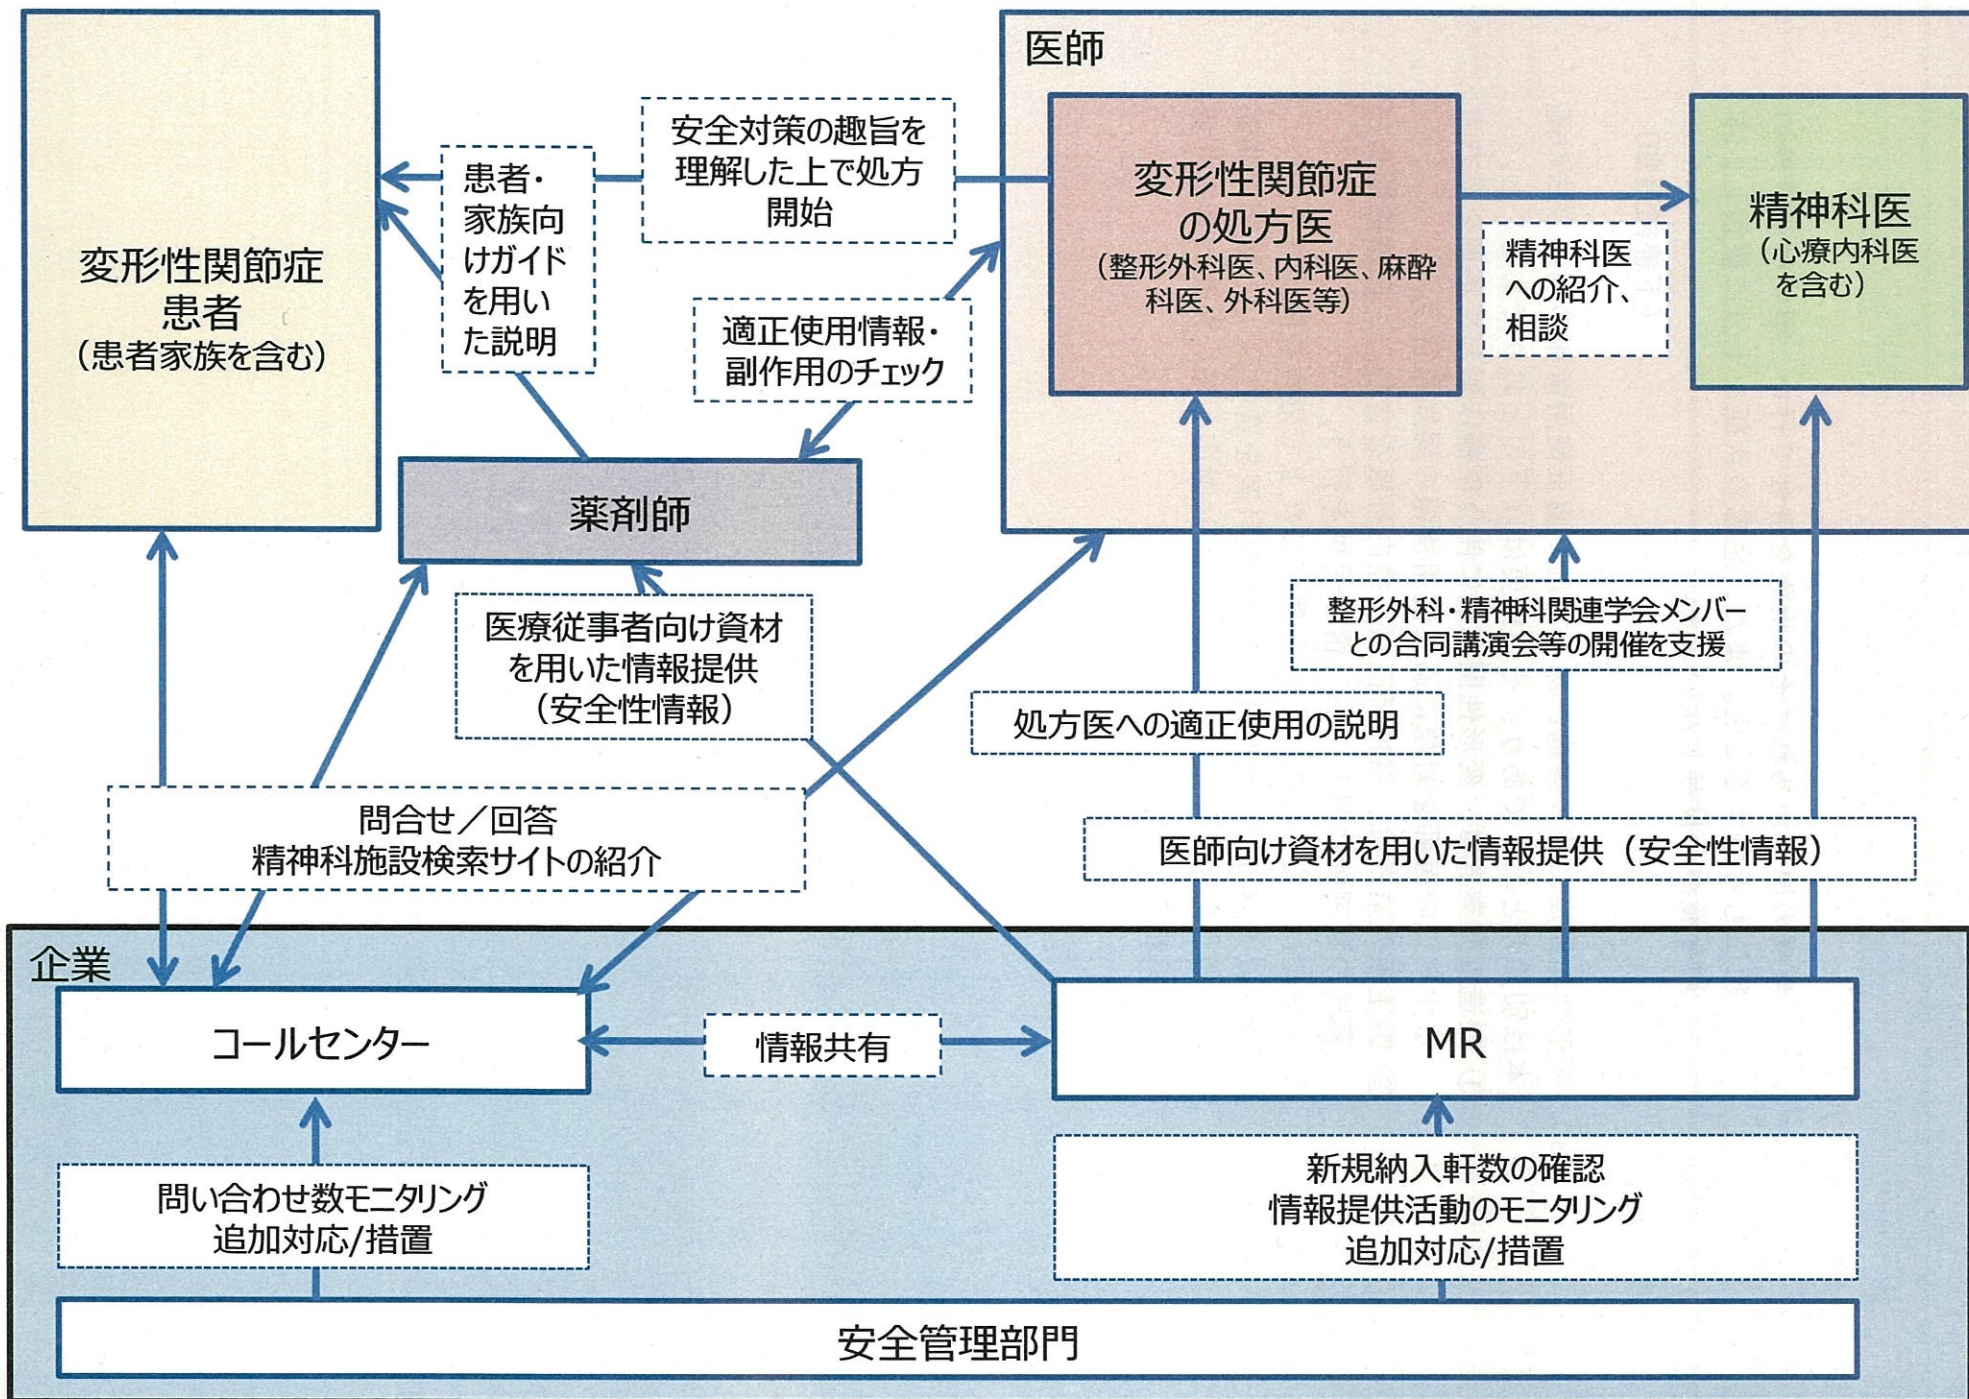 変形性関節症
患者
（患者家族を含む）
患者・
家族向
けガイド
を用い
た説明
安全対策の趣旨を
理解した上で処方
開始
適正使用情報・
副作用のチェック
薬剤師
医師
変形性関節症
の処方医
（整形外科医、内科医、麻酔
科医、外科医等）
精神科医
への紹介、
相談
精神科医
（心療内科医
を含む）
医療従事者向け資材
を用いた情報提供
（安全性情報）
整形外科・精神科関連学会メンバー
との合同講演会等の開催を支援
処方医への適正使用の説明
問合せ／回答
精神科施設検索サイトの紹介
医師向け資材を用いた情報提供（安全性情報）
企業
コールセンター
情報共有
MR
問い合わせ数モニタリング
追加対応/措置
新規納入軒数の確認
情報提供活動のモニタリング
追加対応/措置
安全管理部門